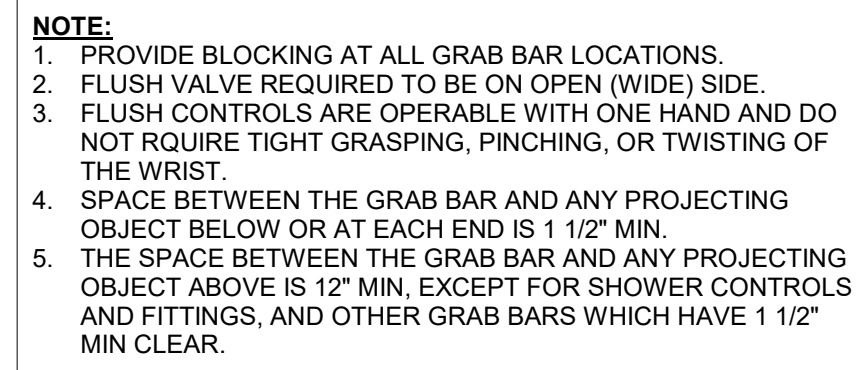 NOTE:
1. PROVIDE BLOCKING AT ALL GRAB BAR LOCATIONS.
2. FLUSH VALVE REQUIRED TO BE ON OPEN (WIDE) SIDE.
3. FLUSH CONTROLS ARE OPERABLE WITH ONE HAND AND DO
NOT RQUIRE TIGHT GRASPING, PINCHING, OR TWISTING OF
THE WRIST.
4. SPACE BETWEEN THE GRAB BAR AND ANY PROJECTING
OBJECT BELOW OR AT EACH END IS 1 1/2" MIN.
5. THE SPACE BETWEEN THE GRAB BAR AND ANY PROJECTING
OBJECT ABOVE IS 12" MIN, EXCEPT FOR SHOWER CONTROLS
AND FITTINGS, AND OTHER GRAB BARS WHICH HAVE 1 1/2"
MIN CLEAR.